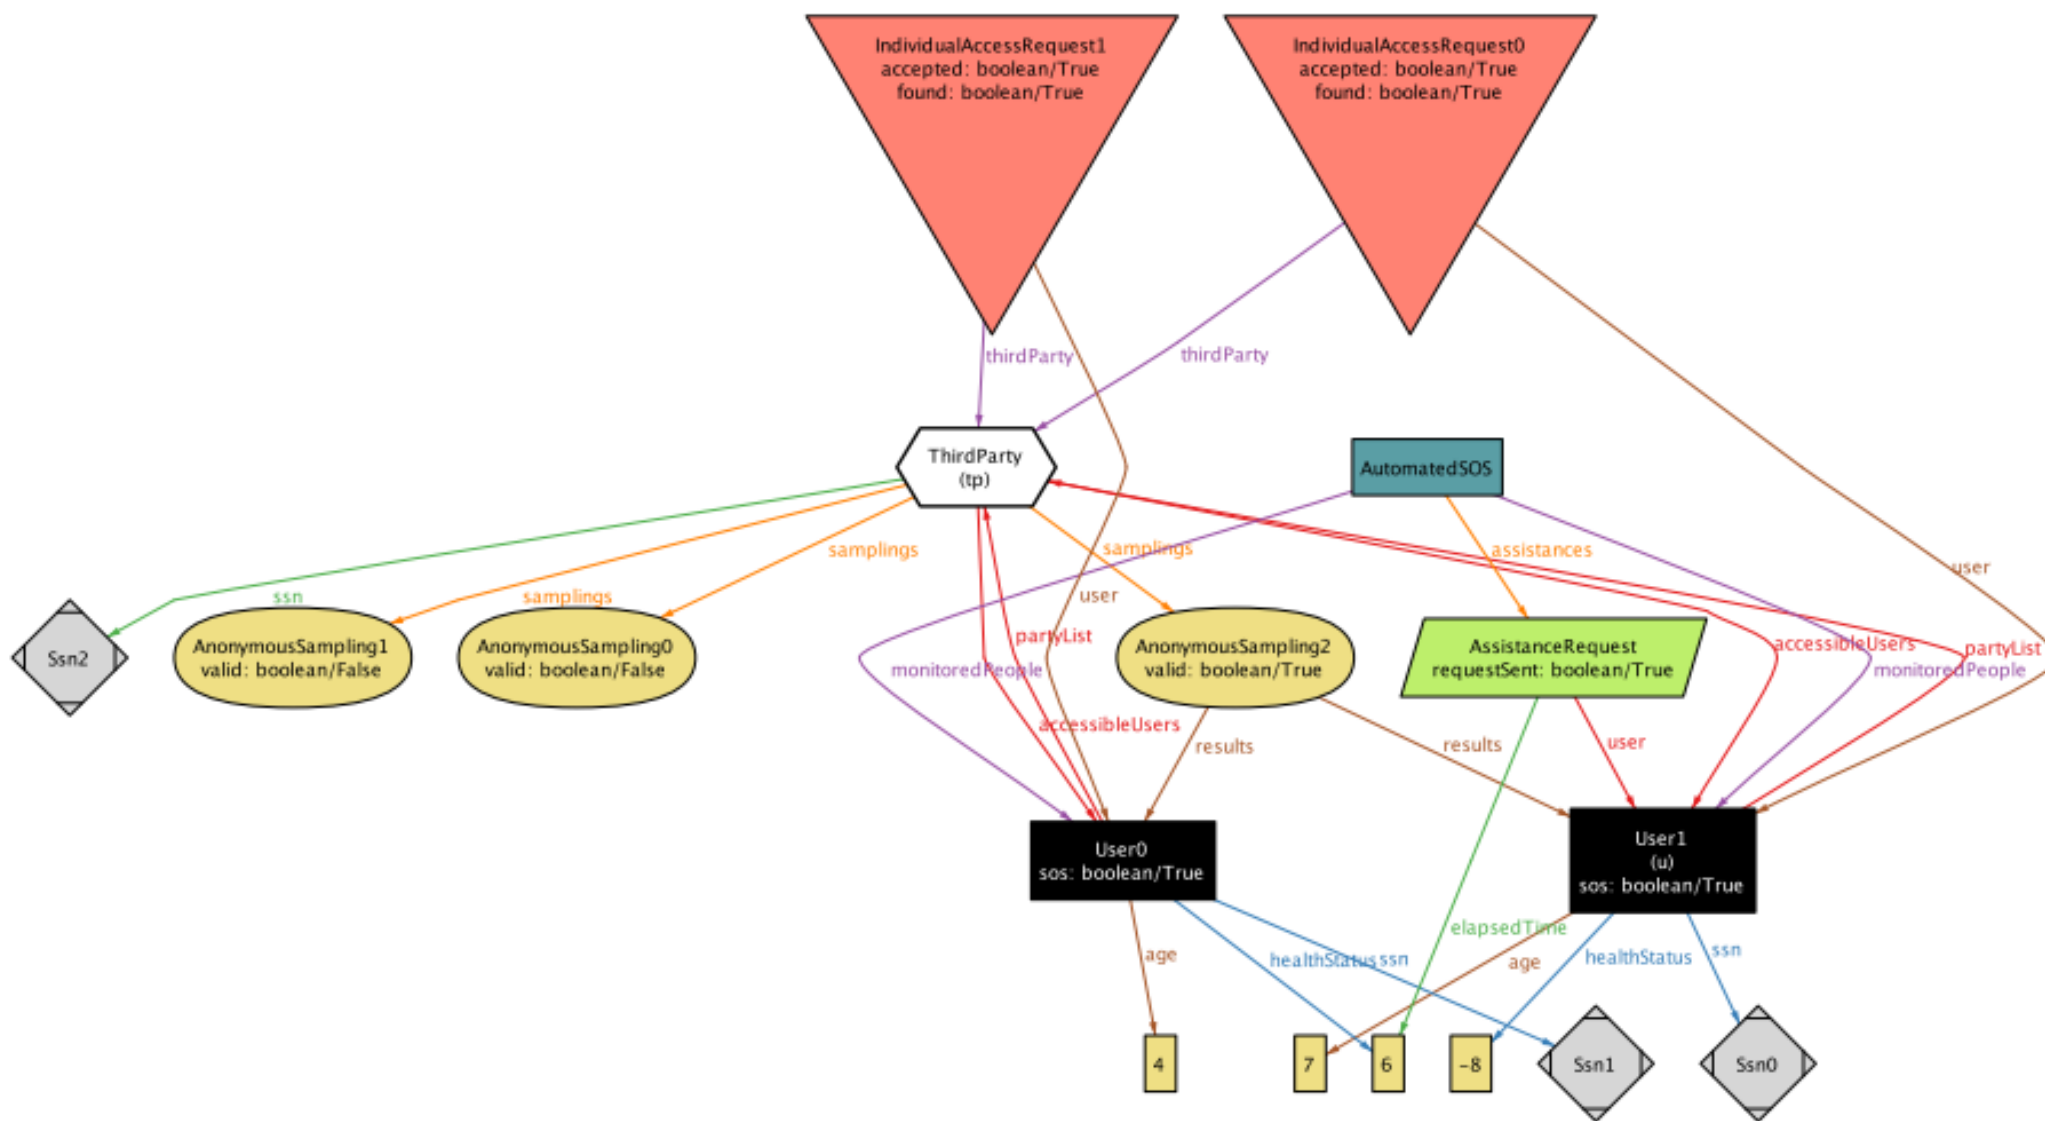 IndividualAccessRequest1
accepted: boolean/True
found: boolean/True
IndividualAccessRequest0
accepted: boolean/True
found: boolean/True
thirdParty
thirdParty
ThirdParty
(tp)
AutomatedSOS
samplings
samplings
assistances
user
ssn
samplings
user
Ssn2
AnonymousSampling1
valid: boolean/False
AnonymousSampling0
valid: boolean/False
partyList
monitoredPeople
AnonymousSampling2
valid: boolean/True
AssistanceRequest
requestSent: boolean/True
accessibleUsers
partyList
monitoredPeople
accessibleUsers
results
results
user
User0
sos: boolean/True
User1
(u)
sos: boolean/True
elapsedTime
age
healthStatus
ssn
age
healthStatus
ssn
4
7
6
-8
Ssn1
Ssn0